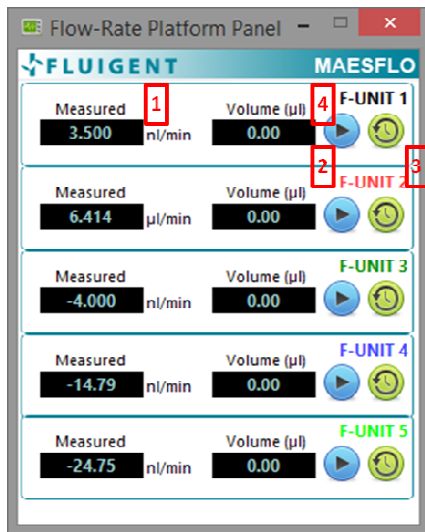 Flow-Rate Platform Panel
FLUIGENT MAESFLO
F-UNIT 1
Measured 1 Volume (µl) 4
3.500 nl/min 0.00
2 3
F-UNIT 2
Measured Volume (µl)
6.414 µl/min 0.00
F-UNIT 3
Measured Volume (µl)
-4.000 nl/min 0.00
F-UNIT 4
Measured Volume (µl)
-14.79 nl/min 0.00
F-UNIT 5
Measured Volume (µl)
-24.75 nl/min 0.00